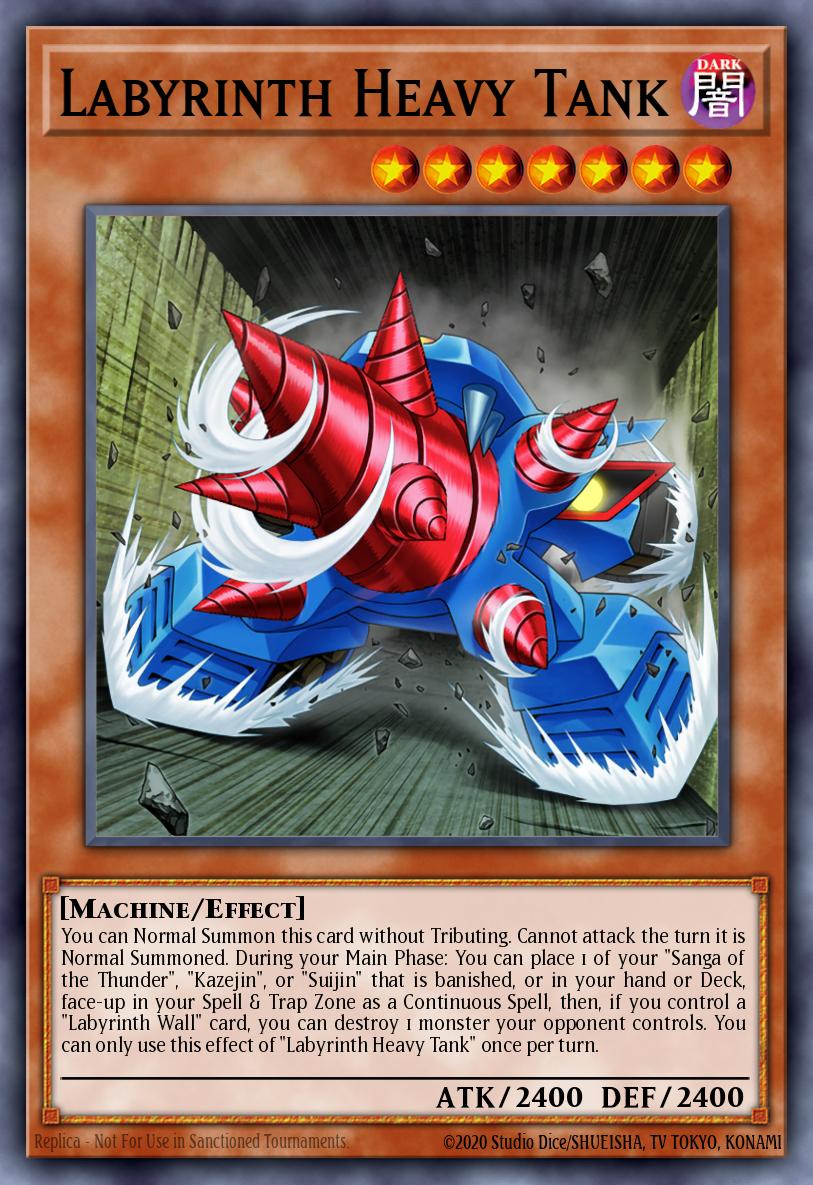 Labyrinth Heavy Tank
DARK
闇
[Machine/Effect]
You can Normal Summon this card without Tributing. Cannot attack the turn it is
Normal Summoned. During your Main Phase: You can place 1 of your "Sanga of
the Thunder", "Kazejin", or "Suijin" that is banished, or in your hand or Deck,
face-up in your Spell & Trap Zone as a Continuous Spell, then, if you control a
"Labyrinth Wall" card, you can destroy 1 monster your opponent controls. You
can only use this effect of "Labyrinth Heavy Tank" once per turn.
ATK/2400 DEF/2400
Replica - Not For Use in Sanctioned Tournaments.
©2020 Studio Dice/SHUEISHA, TV TOKYO, KONAMI